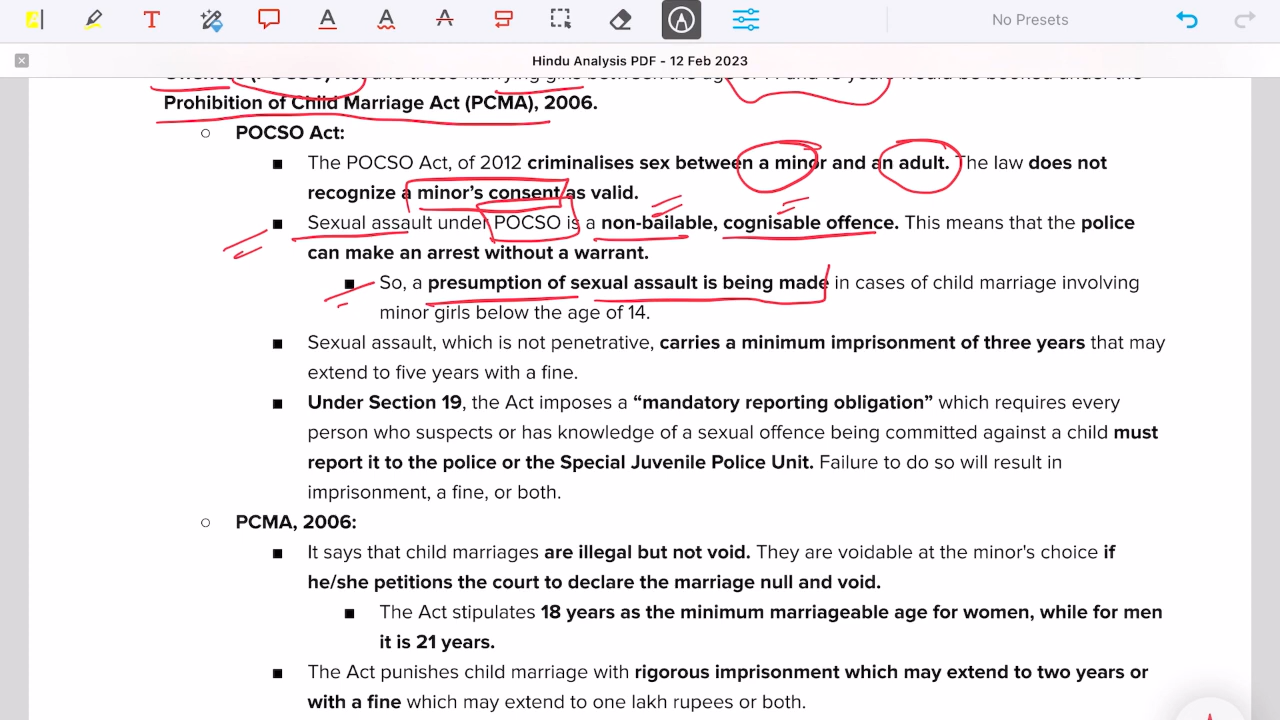 No Presets
Hindu Analysis PDF - 12 Feb 2023
Prohibition of Child Marriage Act (PCMA), 2006.
○ POCSO Act:
■ The POCSO Act, of 2012 criminalises sex between a minor and an adult. The law does not
recognize a minor's consent as valid.
■ Sexual assault under POCSO is a non-bailable, cognisable offence. This means that the police
can make an arrest without a warrant.
■ So, a presumption of sexual assault is being made in cases of child marriage involving
minor girls below the age of 14.
■ Sexual assault, which is not penetrative, carries a minimum imprisonment of three years that may
extend to five years with a fine.
■ Under Section 19, the Act imposes a “mandatory reporting obligation” which requires every
person who suspects or has knowledge of a sexual offence being committed against a child must
report it to the police or the Special Juvenile Police Unit. Failure to do so will result in
imprisonment, a fine, or both.
○ PCMA, 2006:
■ It says that child marriages are illegal but not void. They are voidable at the minor's choice if
he/she petitions the court to declare the marriage null and void.
■ The Act stipulates 18 years as the minimum marriageable age for women, while for men
it is 21 years.
■ The Act punishes child marriage with rigorous imprisonment which may extend to two years or
with a fine which may extend to one lakh rupees or both.